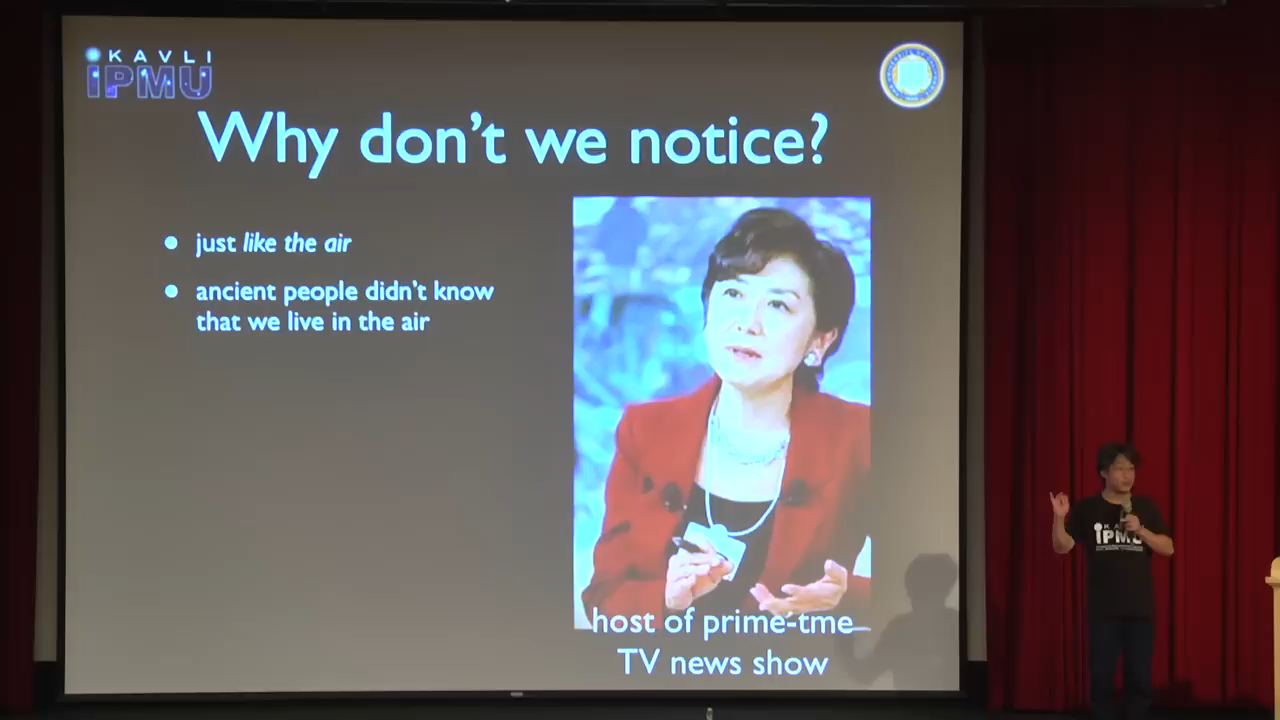 KAVLI
IPMU
Why don't we notice?
just like the air
ancient people didn't know
that we live in the air
host of prime-tme
TV news show
IPMU